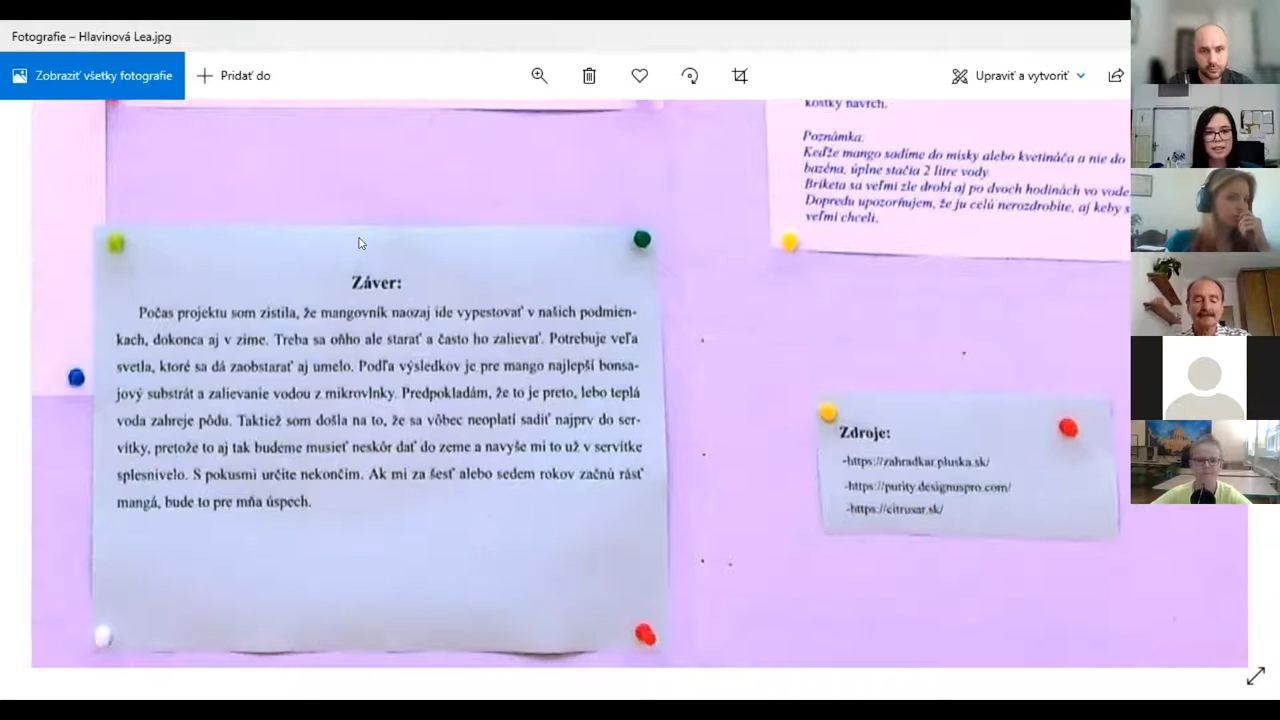 Fotografie – Hlavinová Lea.jpg
Zobraziť všetky fotografie
Pridať do
Upraviť a vytvoriť
kostky navrch.
Poznámka:
Keďže mango sadíme do misky alebo kvetináča a nie do
bazéna, úplne stačia 2 litre vody.
Briketa sa veľmi zle drobí aj po dvoch hodinách vo vode.
Dopredu upozorňujem, že ju celú nerozdrobíte, aj keby s
veľmi chceli.
Záver:
Počas projektu som zistila, že mangovník naozaj ide vypestovať v našich podmien-
kach, dokonca aj v zime. Treba sa oňho ale starať a často ho zalievať. Potrebuje veľa
svetla, ktoré sa dá zaobstarať aj umelo. Podľa výsledkov je pre mango najlepší bonsa-
jový substrát a zalievanie vodou z mikrovlnky. Predpokladám, že to je preto, lebo teplá
voda zahreje pôdu. Taktiež som došla na to, že sa vôbec neoplatí sadiť najprv do ser-
vítky, pretože to aj tak budeme musieť neskôr dať do zeme a navyše mi to už v servítke
splesnivelo. S pokusmi určite nekončím. Ak mi za šesť alebo sedem rokov začnú rásť
mangá, bude to pre mňa úspech.
Zdroje:
-https://zahradkar.pluska.sk/
-https://purity.designuspro.com/
-https://citrusar.sk/